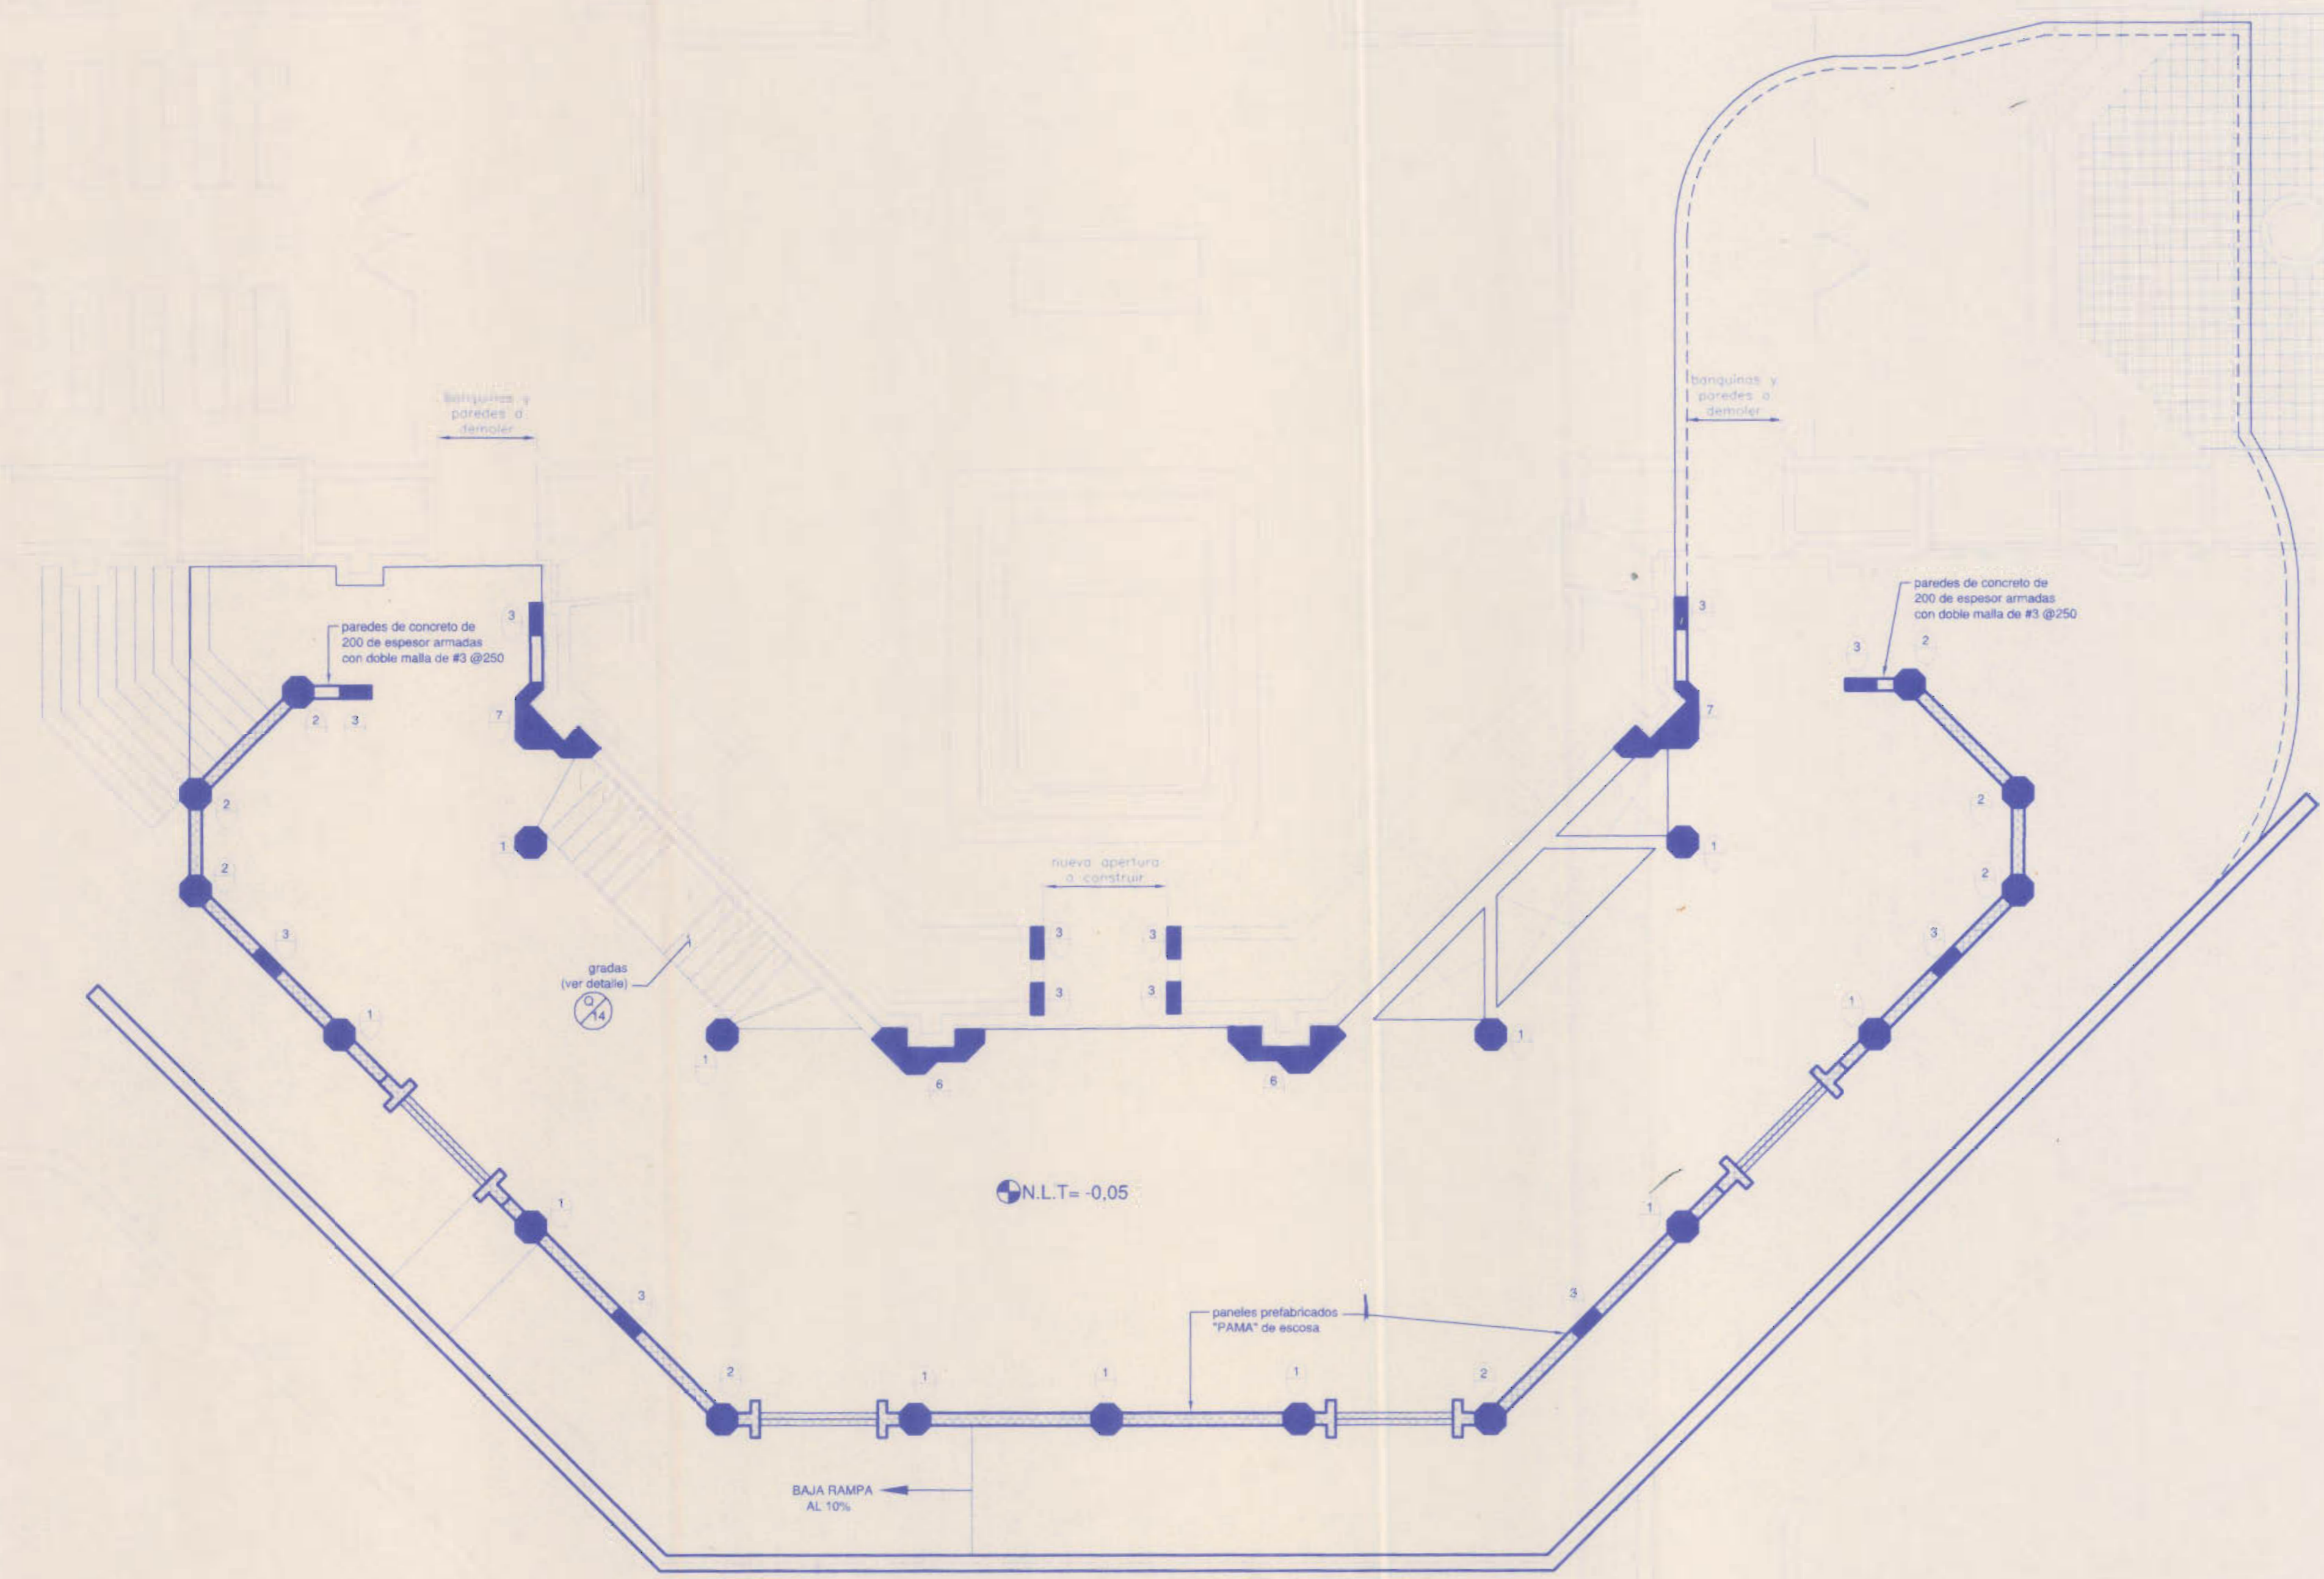 banquinas y
paredes a
demoler
banquinas y
paredes a
demoler
paredes de concreto de
200 de espesor armadas
con doble malla de #3 @250
3
3
paredes de concreto de
200 de espesor armadas
con doble malla de #3 @250
2
3
2
3
7
7
2
2
1
1
2
nueva apertura
a construir
2
3
3
3
3
gradas
(ver detalle)
Q
14
3
3
1
1
1
1
6
6
N.L.T= -0,05
1
1
3
3
paneles prefabricados
"PAMA" de escosa
2
1
1
1
2
BAJA RAMPA
AL 10%